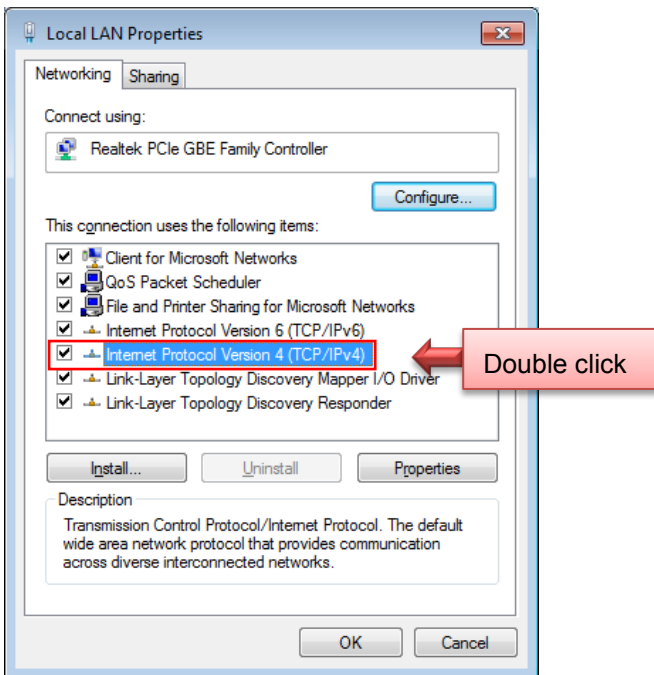 Local LAN Properties
Networking Sharing
Connect using:
Realtek PCIe GBE Family Controller
Configure...
This connection uses the following items:
Client for Microsoft Networks
QoS Packet Scheduler
File and Printer Sharing for Microsoft Networks
Internet Protocol Version 6 (TCP/IPv6)
Internet Protocol Version 4 (TCP/IPv4)
Double click
Link-Layer Topology Discovery Mapper I/O Driver
Link-Layer Topology Discovery Responder
Install... Uninstall Properties
Description
Transmission Control Protocol/Internet Protocol. The default
wide area network protocol that provides communication
across diverse interconnected networks.
OK Cancel